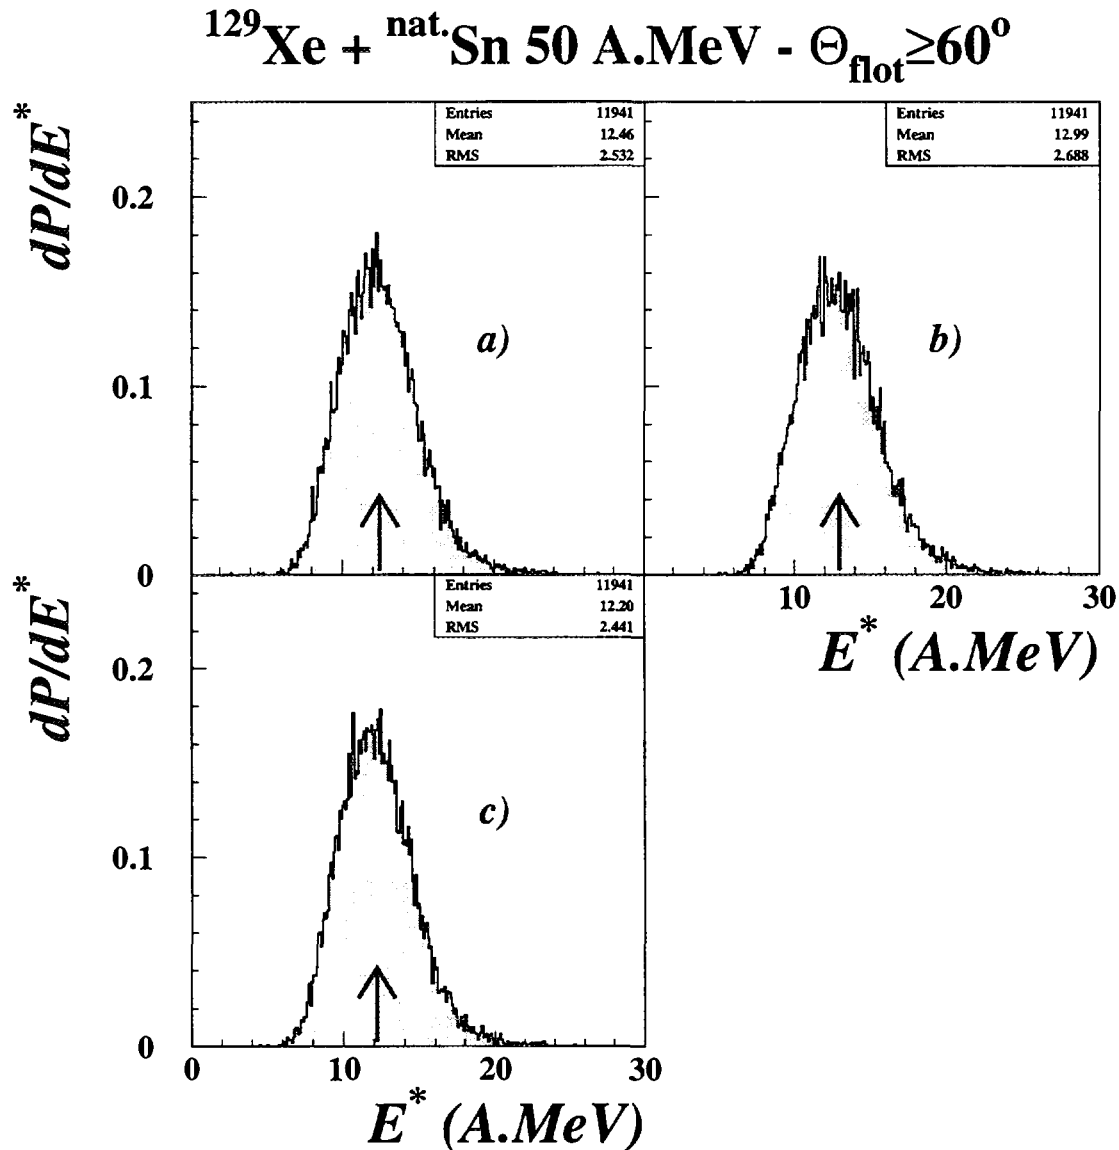 ¹²⁹Xe + ⁿᵃᵗ·Sn 50 A.MeV - Θflot≥60°
dP/dE*
0.2
0.1
0
Entries 11941
Mean 12.46
RMS 2.532
a)
Entries 11941
Mean 12.99
RMS 2.688
b)
10 20 30
E* (A.MeV)
dP/dE*
0.2
0.1
0
Entries 11941
Mean 12.20
RMS 2.441
c)
0 10 20 30
E* (A.MeV)